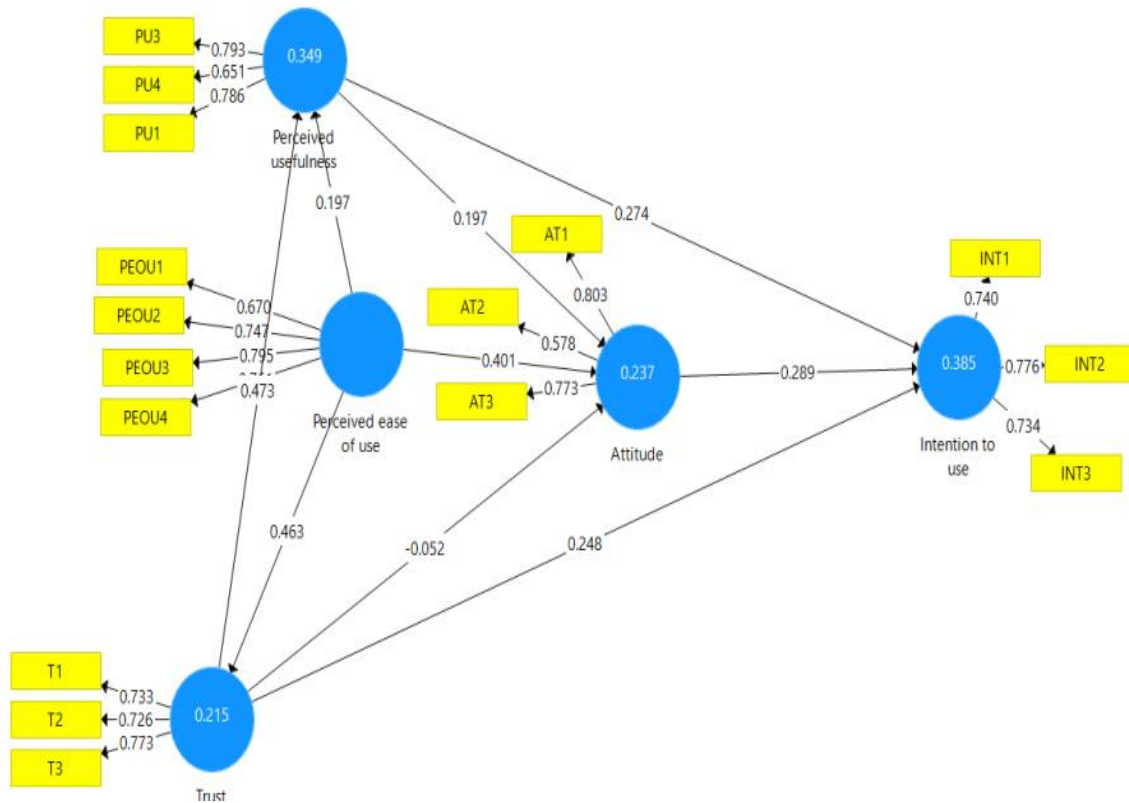 PU3
0.793
0.349
PU4
0.651
PU1
0.786
Perceived
usefulness
0.197
0.197
0.274
AT1
0.803
INT1
0.740
PEOU1
0.670
PEOU2
0.747
PEOU3
0.795
0.473
PEOU4
Perceived ease
of use
0.401
AT2
0.578
0.237
AT3
0.773
Attitude
0.289
0.385
0.776
INT2
0.734
INT3
Intention to
use
0.463
-0.052
0.248
T1
0.733
T2
0.726
0.215
T3
0.773
Trust